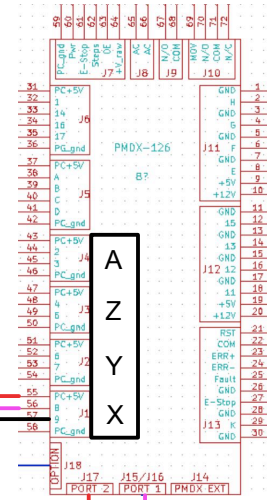 59 60 61 62 63 64 65 66 67 68 69 70 71 72
PC_gnd Pwr E-Stop Steps OE +V_raw AC AC N/O COM MOV N/O COM N/C
J7 J8 J9 J10
31 PC+5V
32 1
33 14
34 16
35 17
36 PG_gnd
J6
37 PC+5V
38 A
39 B
40 C
41 D
42 PC_gnd
J5
43 PC+5V
44 2
45 3
46 PC_gnd
J4
47 PC+5V
48 4
49 5
50 PC_gnd
J3
51 PC+5V
52 6
53 7
54 PC_gnd
J2
55 PC+5V
56 8
57 9
58 PC_gnd
J1
A
Z
Y
X
PMDX-126
B?
GND 1
H 2
GND 3
G 4
GND 5
J11 F 6
GND 7
E 8
+5V 9
+12V 10
GND 11
15 12
GND 13
13 14
GND 15
J12 12 16
GND 17
11 18
+5V 19
+12V 20
RST 21
COM 22
ERR+ 23
ERR- 24
Fault 25
GND 26
E-Stop 27
GND 28
J13 K 29
GND 30
OPTION
J18
J17 J15/J16 J14
PORT 2 PORT 1 PMDX EXT